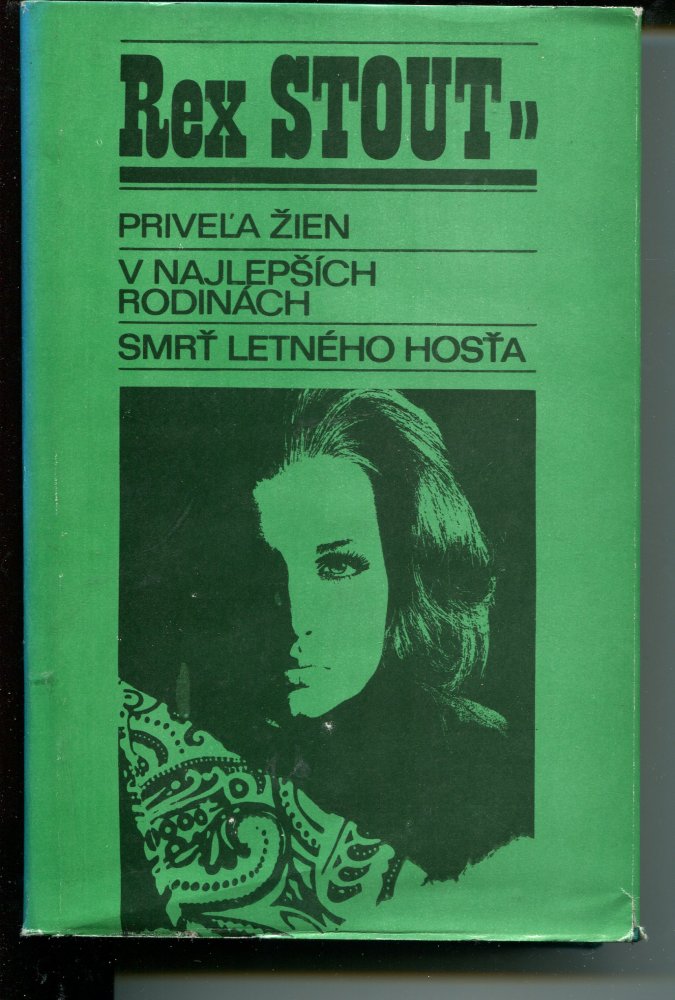 Rex STOUT"
PRIVEĽA ŽIEN
V NAJLEPŠÍCH
RODINÁCH
SMRŤ LETNÉHO HOSŤA